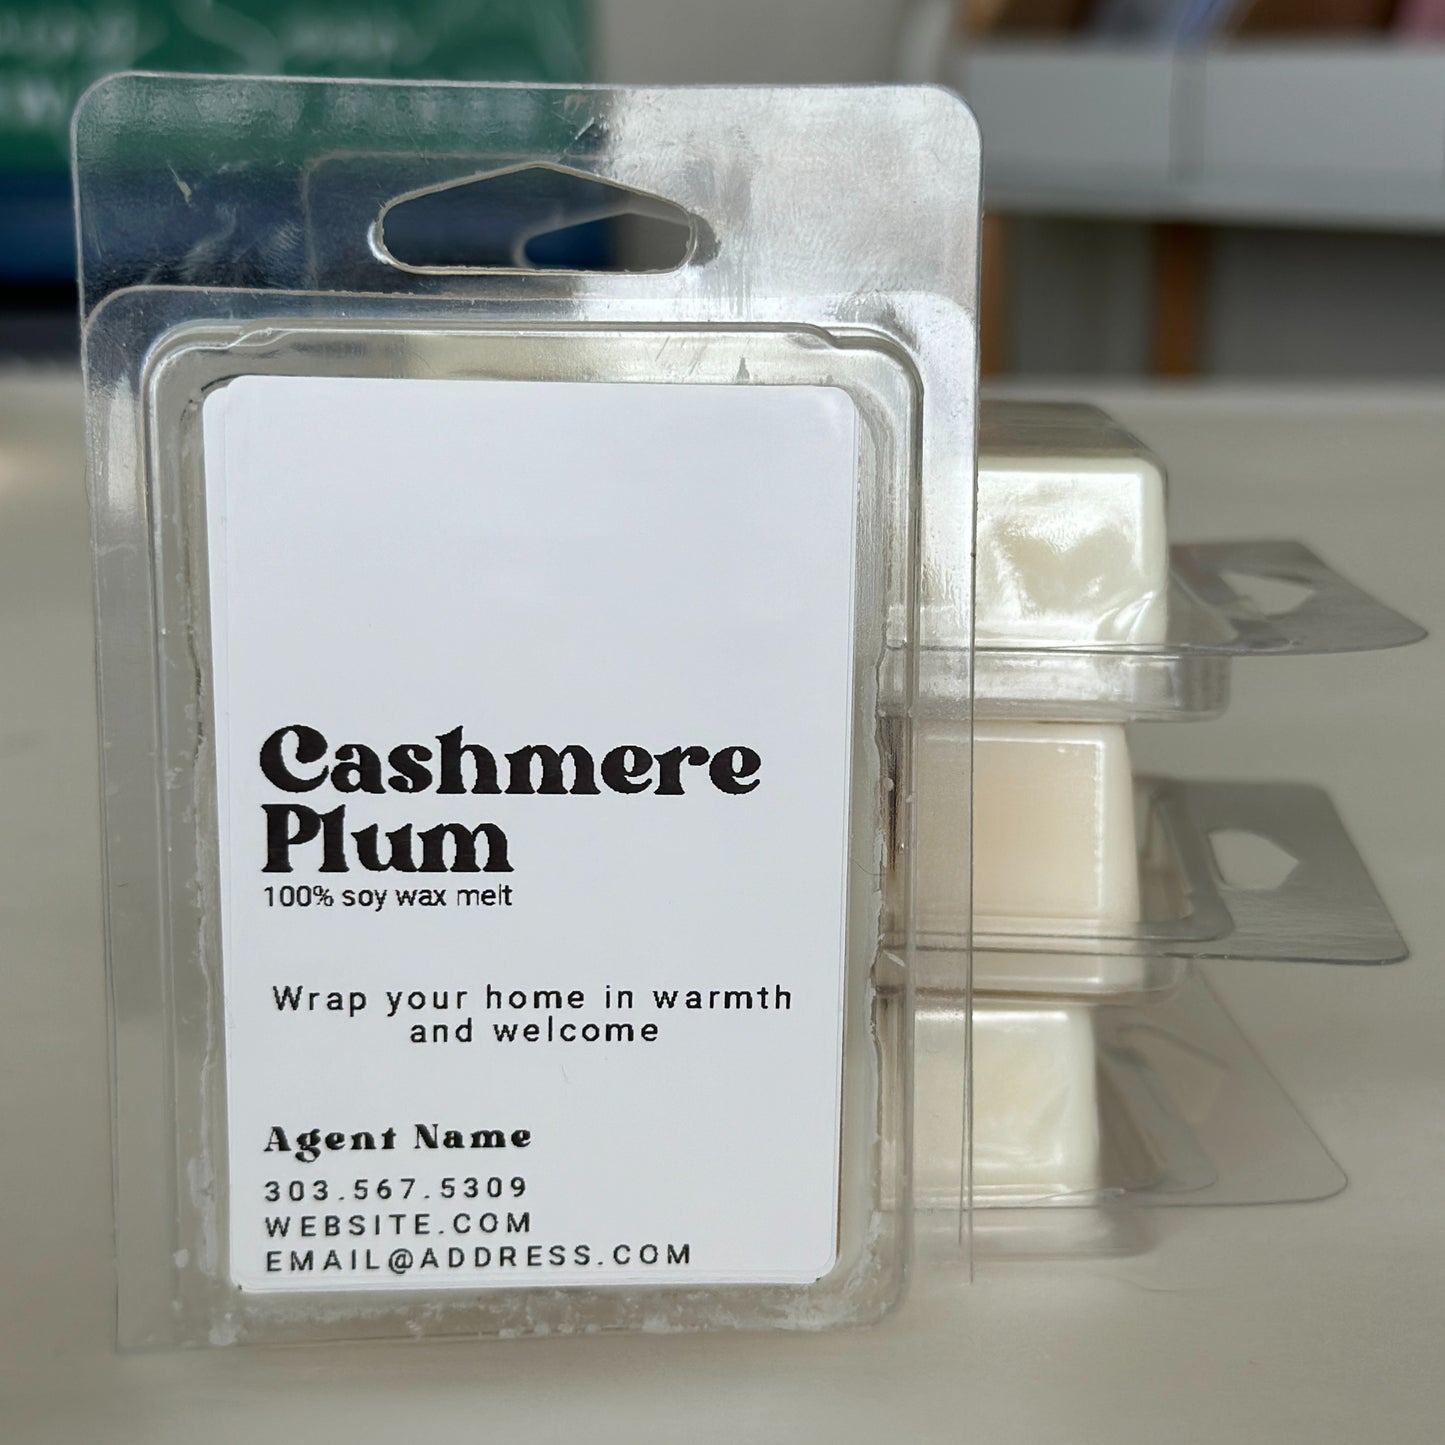 Cashmere
Plum
100% soy wax melt
Wrap your home in warmth
and welcome
Agent Name
303.567.5309
WEBSITE.COM
EMAIL@ADDRESS.COM